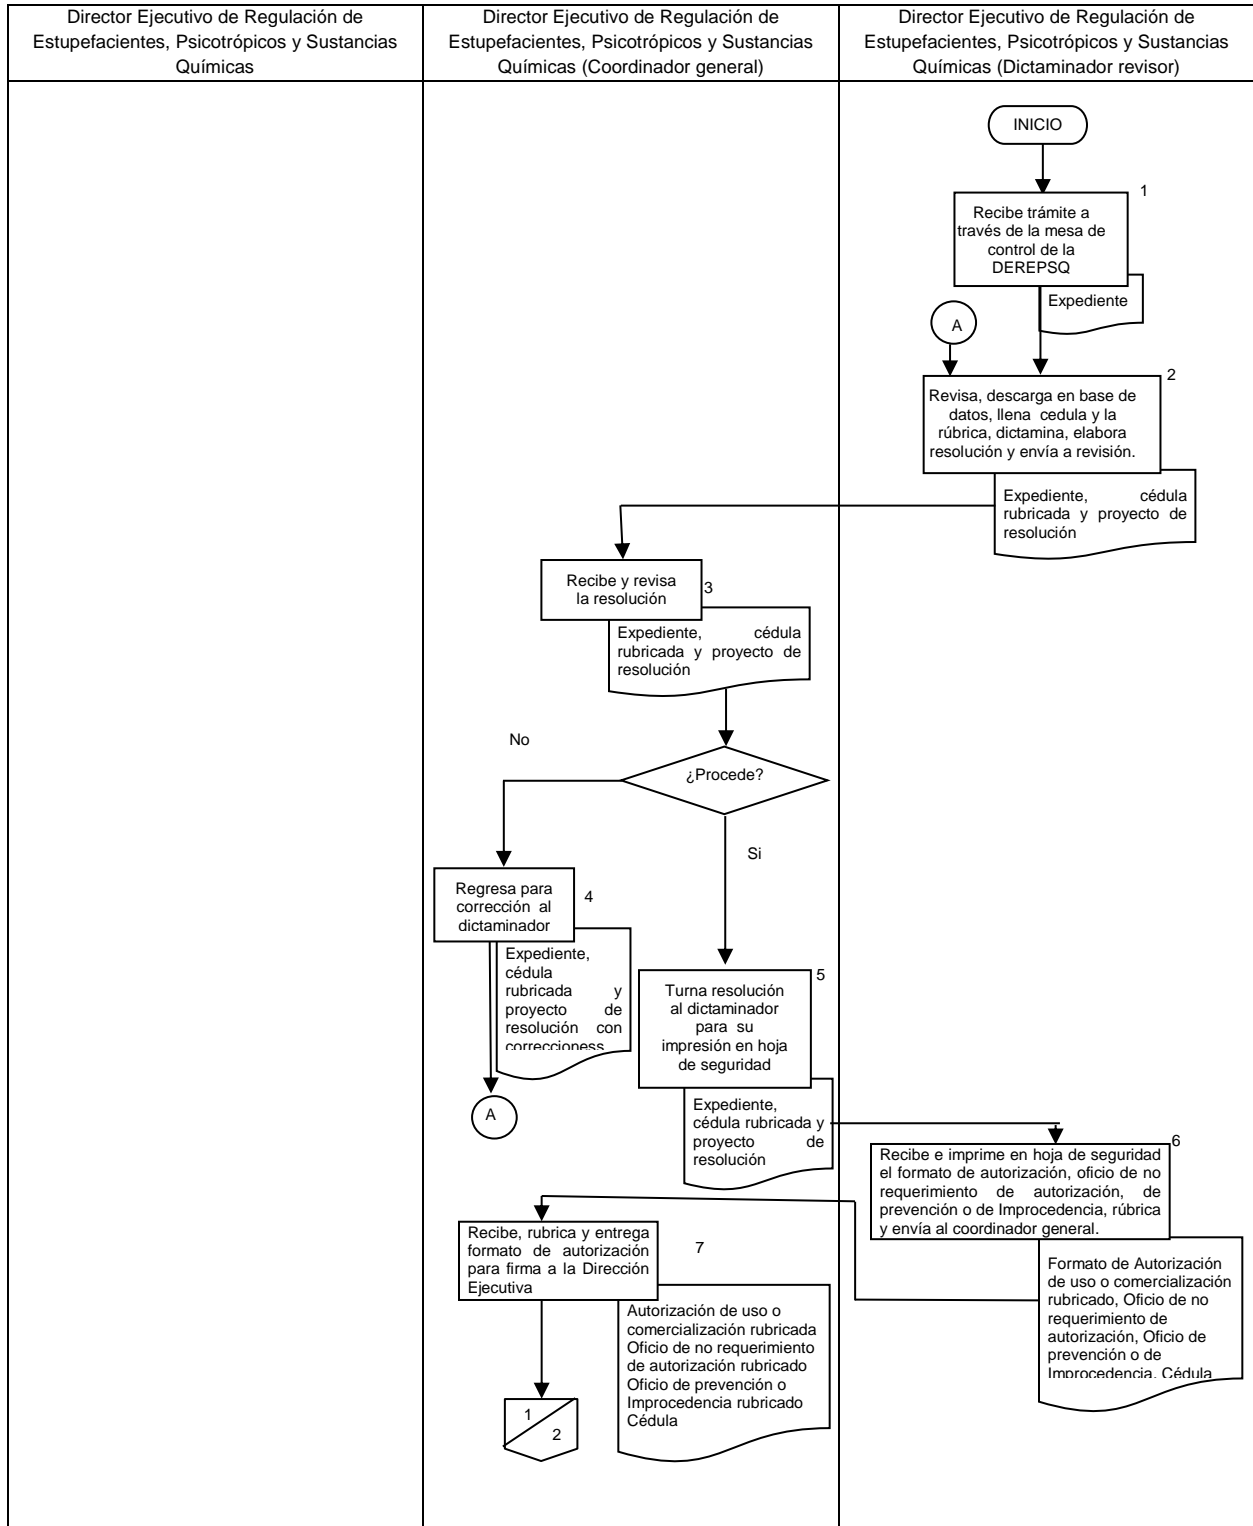 Director Ejecutivo de Regulación de
Estupefacientes, Psicotrópicos y Sustancias
Químicas
Director Ejecutivo de Regulación de
Estupefacientes, Psicotrópicos y Sustancias
Químicas (Coordinador general)
Director Ejecutivo de Regulación de
Estupefacientes, Psicotrópicos y Sustancias
Químicas (Dictaminador revisor)
INICIO
1
Recibe trámite a
través de la mesa de
control de la
DEREPSQ
Expediente
A
2
Revisa, descarga en base de
datos, llena cedula y la
rúbrica, dictamina, elabora
resolución y envía a revisión.
Expediente, cédula
rubricada y proyecto de
resolución
Recibe y revisa
la resolución
3
Expediente, cédula
rubricada y proyecto de
resolución
No
¿Procede?
Si
Regresa para
corrección al
dictaminador
4
Expediente,
cédula
rubricada y
proyecto de
resolución con
correccioness
A
5
Turna resolución
al dictaminador
para su
impresión en hoja
de seguridad
Expediente,
cédula rubricada y
proyecto de
resolución
6
Recibe e imprime en hoja de seguridad
el formato de autorización, oficio de no
requerimiento de autorización, de
prevención o de Improcedencia, rúbrica
y envía al coordinador general.
Formato de Autorización
de uso o comercialización
rubricado, Oficio de no
requerimiento de
autorización, Oficio de
prevención o de
Improcedencia, Cédula
Recibe, rubrica y entrega
formato de autorización
para firma a la Dirección
Ejecutiva
7
Autorización de uso o
comercialización rubricada
Oficio de no requerimiento
de autorización rubricado
Oficio de prevención o
Improcedencia rubricado
Cédula
1
2